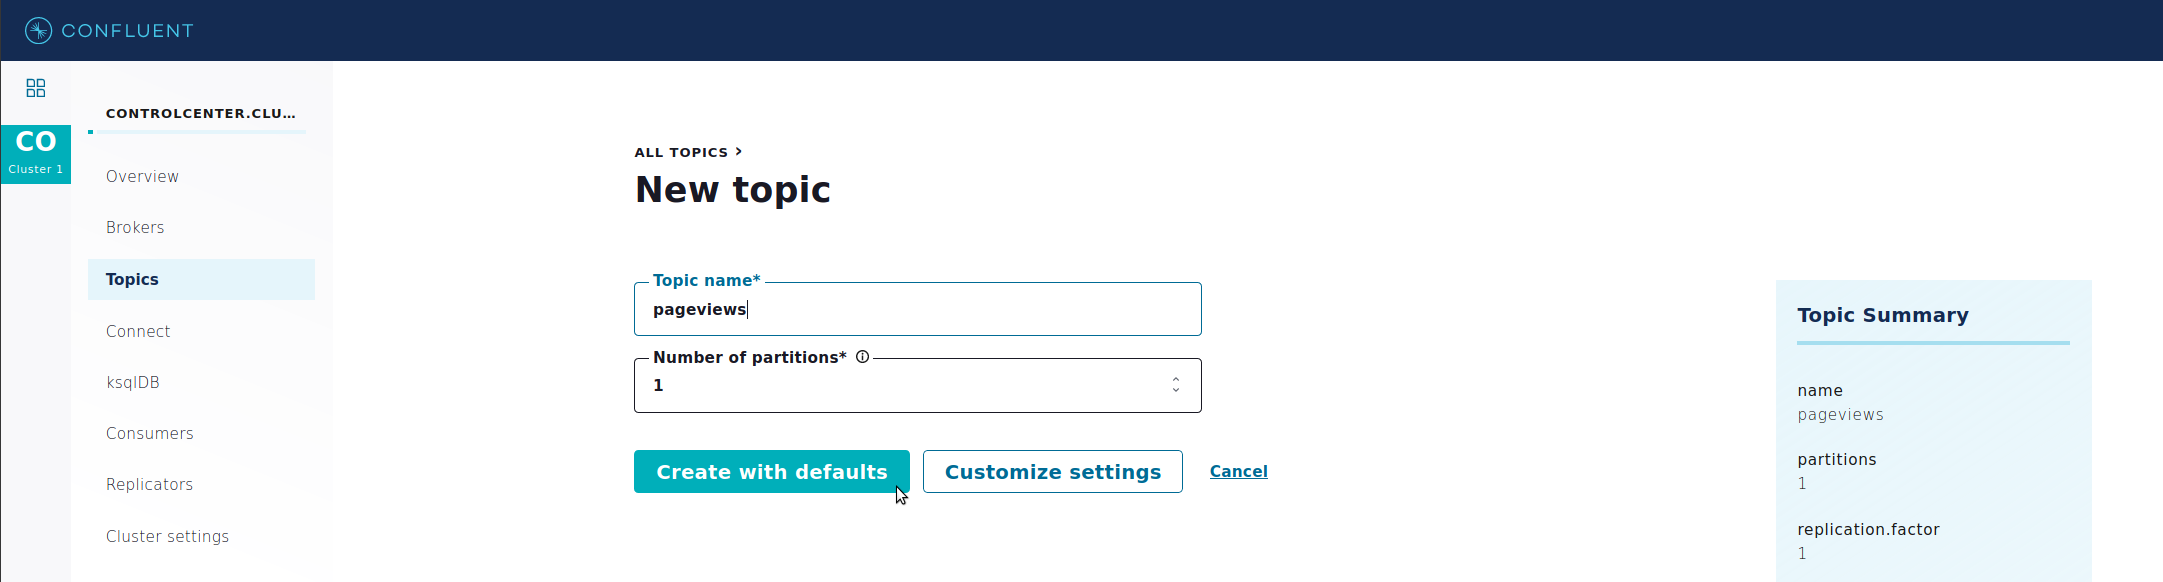 CONFLUENT
CO
Cluster 1
CONTROLCENTER.CLU...
Overview
Brokers
Topics
Connect
ksqlDB
Consumers
Replicators
Cluster settings
ALL TOPICS >
New topic
Topic name*
pageviews
Number of partitions*
1
Create with defaults
Customize settings
Cancel
Topic Summary
name
pageviews
partitions
1
replication.factor
1